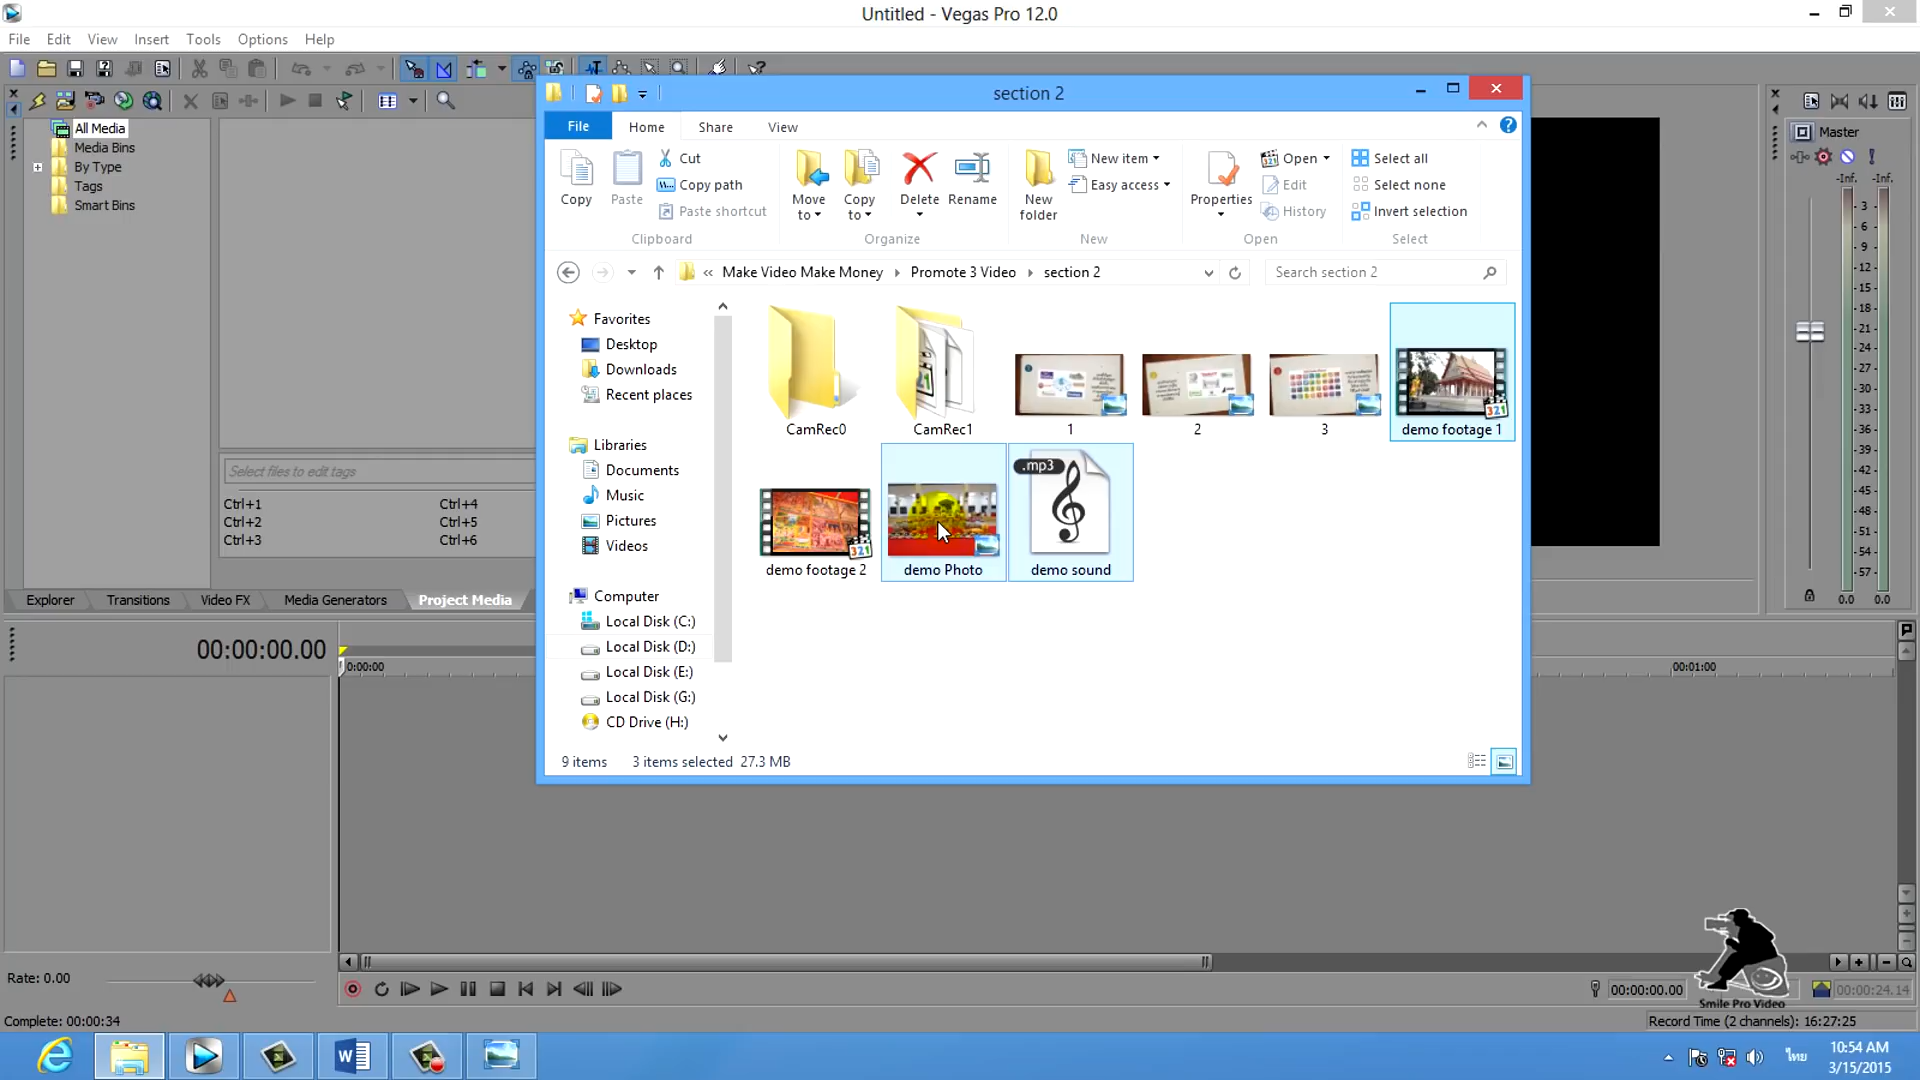 Untitled - Vegas Pro 12.0
File Edit View Insert Tools Options Help
All Media
Media Bins
By Type
Tags
Smart Bins
Select files to edit tags
Ctrl+1 Ctrl+4
Ctrl+2 Ctrl+5
Ctrl+3 Ctrl+6
Explorer Transitions Video FX Media Generators Project Media
section 2
File Home Share View
Copy
Paste
Cut
Copy path
Paste shortcut
Clipboard
Move to
Copy to
Delete
Rename
Organize
New folder
New item
Easy access
New
Properties
Open
Edit
History
Open
Select all
Select none
Invert selection
Select
« Make Video Make Money Promote 3 Video section 2
Search section 2
Favorites
Desktop
Downloads
Recent places
Libraries
Documents
Music
Pictures
Videos
Computer
Local Disk (C:)
Local Disk (D:)
Local Disk (E:)
Local Disk (G:)
CD Drive (H:)
CamRec0 CamRec1 1 2 3 demo footage 1
.mp3
demo footage 2 demo Photo demo sound
9 items 3 items selected 27.3 MB
Master
-Inf. -Inf.
3
6
9
12
15
18
21
24
27
30
33
36
39
42
45
48
51
54
57
0.0 0.0
00:00:00.00
0:00:00
00:01:00
Rate: 0.00
00:00:00.00
00:00:24.14
Smile Pro Video
Complete: 00:00:34
Record Time (2 channels): 16:27:25
ไทย
10:54 AM
3/15/2015